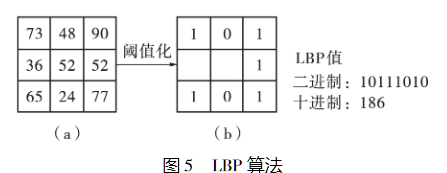 73 48 90
36 52 52
65 24 77
(a)
阈值化
1 0 1
1
1 0 1
(b)
LBP值
二进制：10111010
十进制：186
图5 LBP 算法